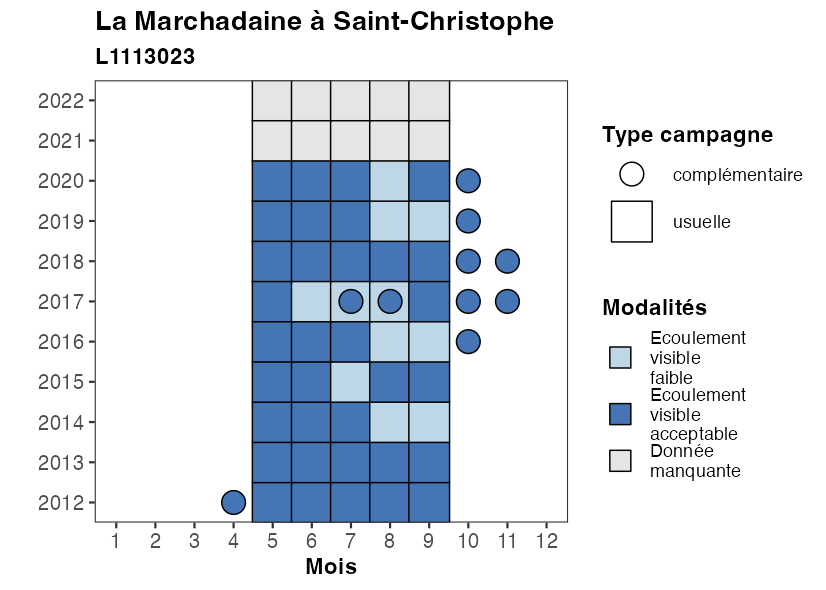 La Marchadaine à Saint-Christophe
L1113023
2022
2021
2020
2019
2018
2017
2016
2015
2014
2013
2012
1 2 3 4 5 6 7 8 9 10 11 12
Mois
Type campagne
complémentaire
usuelle
Modalités
Ecoulement
visible
faible
Ecoulement
visible
acceptable
Donnée
manquante